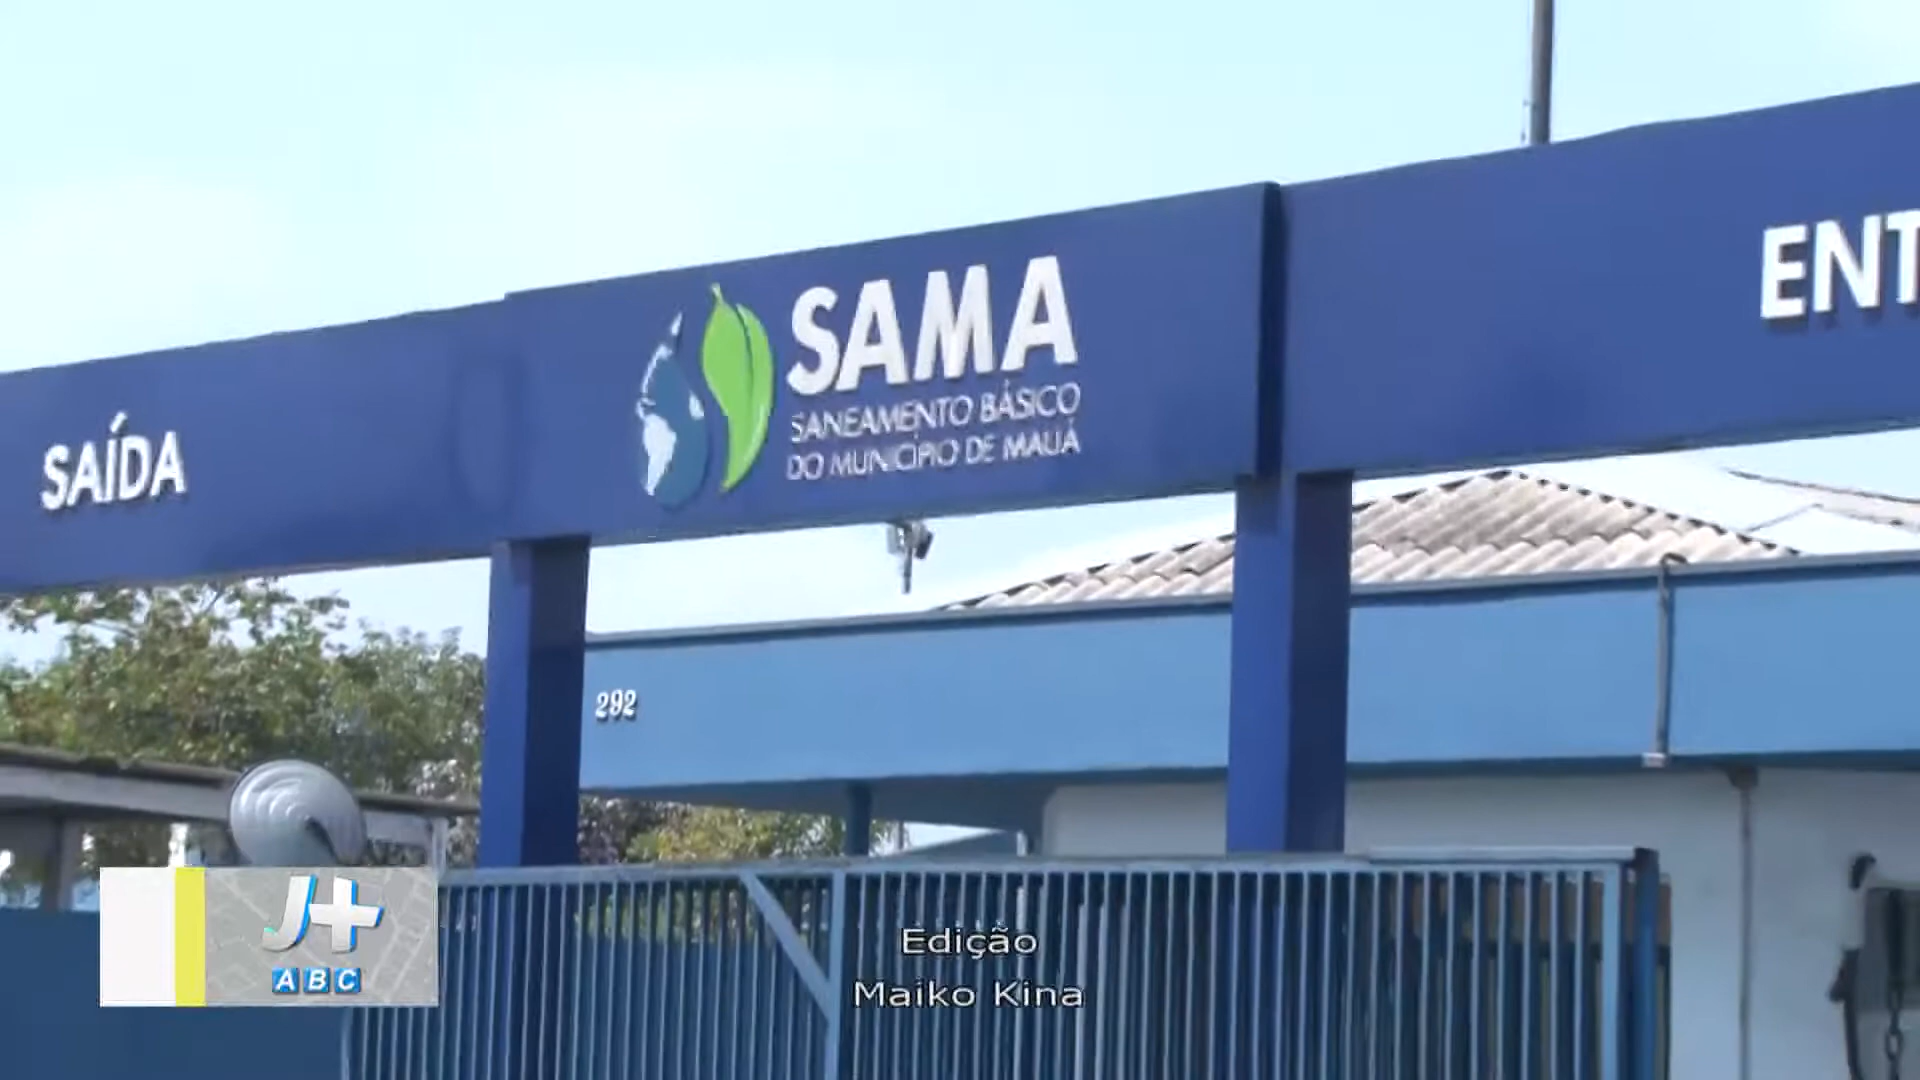 SAÍDA
SAMA
SANEAMENTO BÁSICO
DO MUNICÍPIO DE MAUÁ
ENT
292
J+
ABC
Edição
Maiko Kina